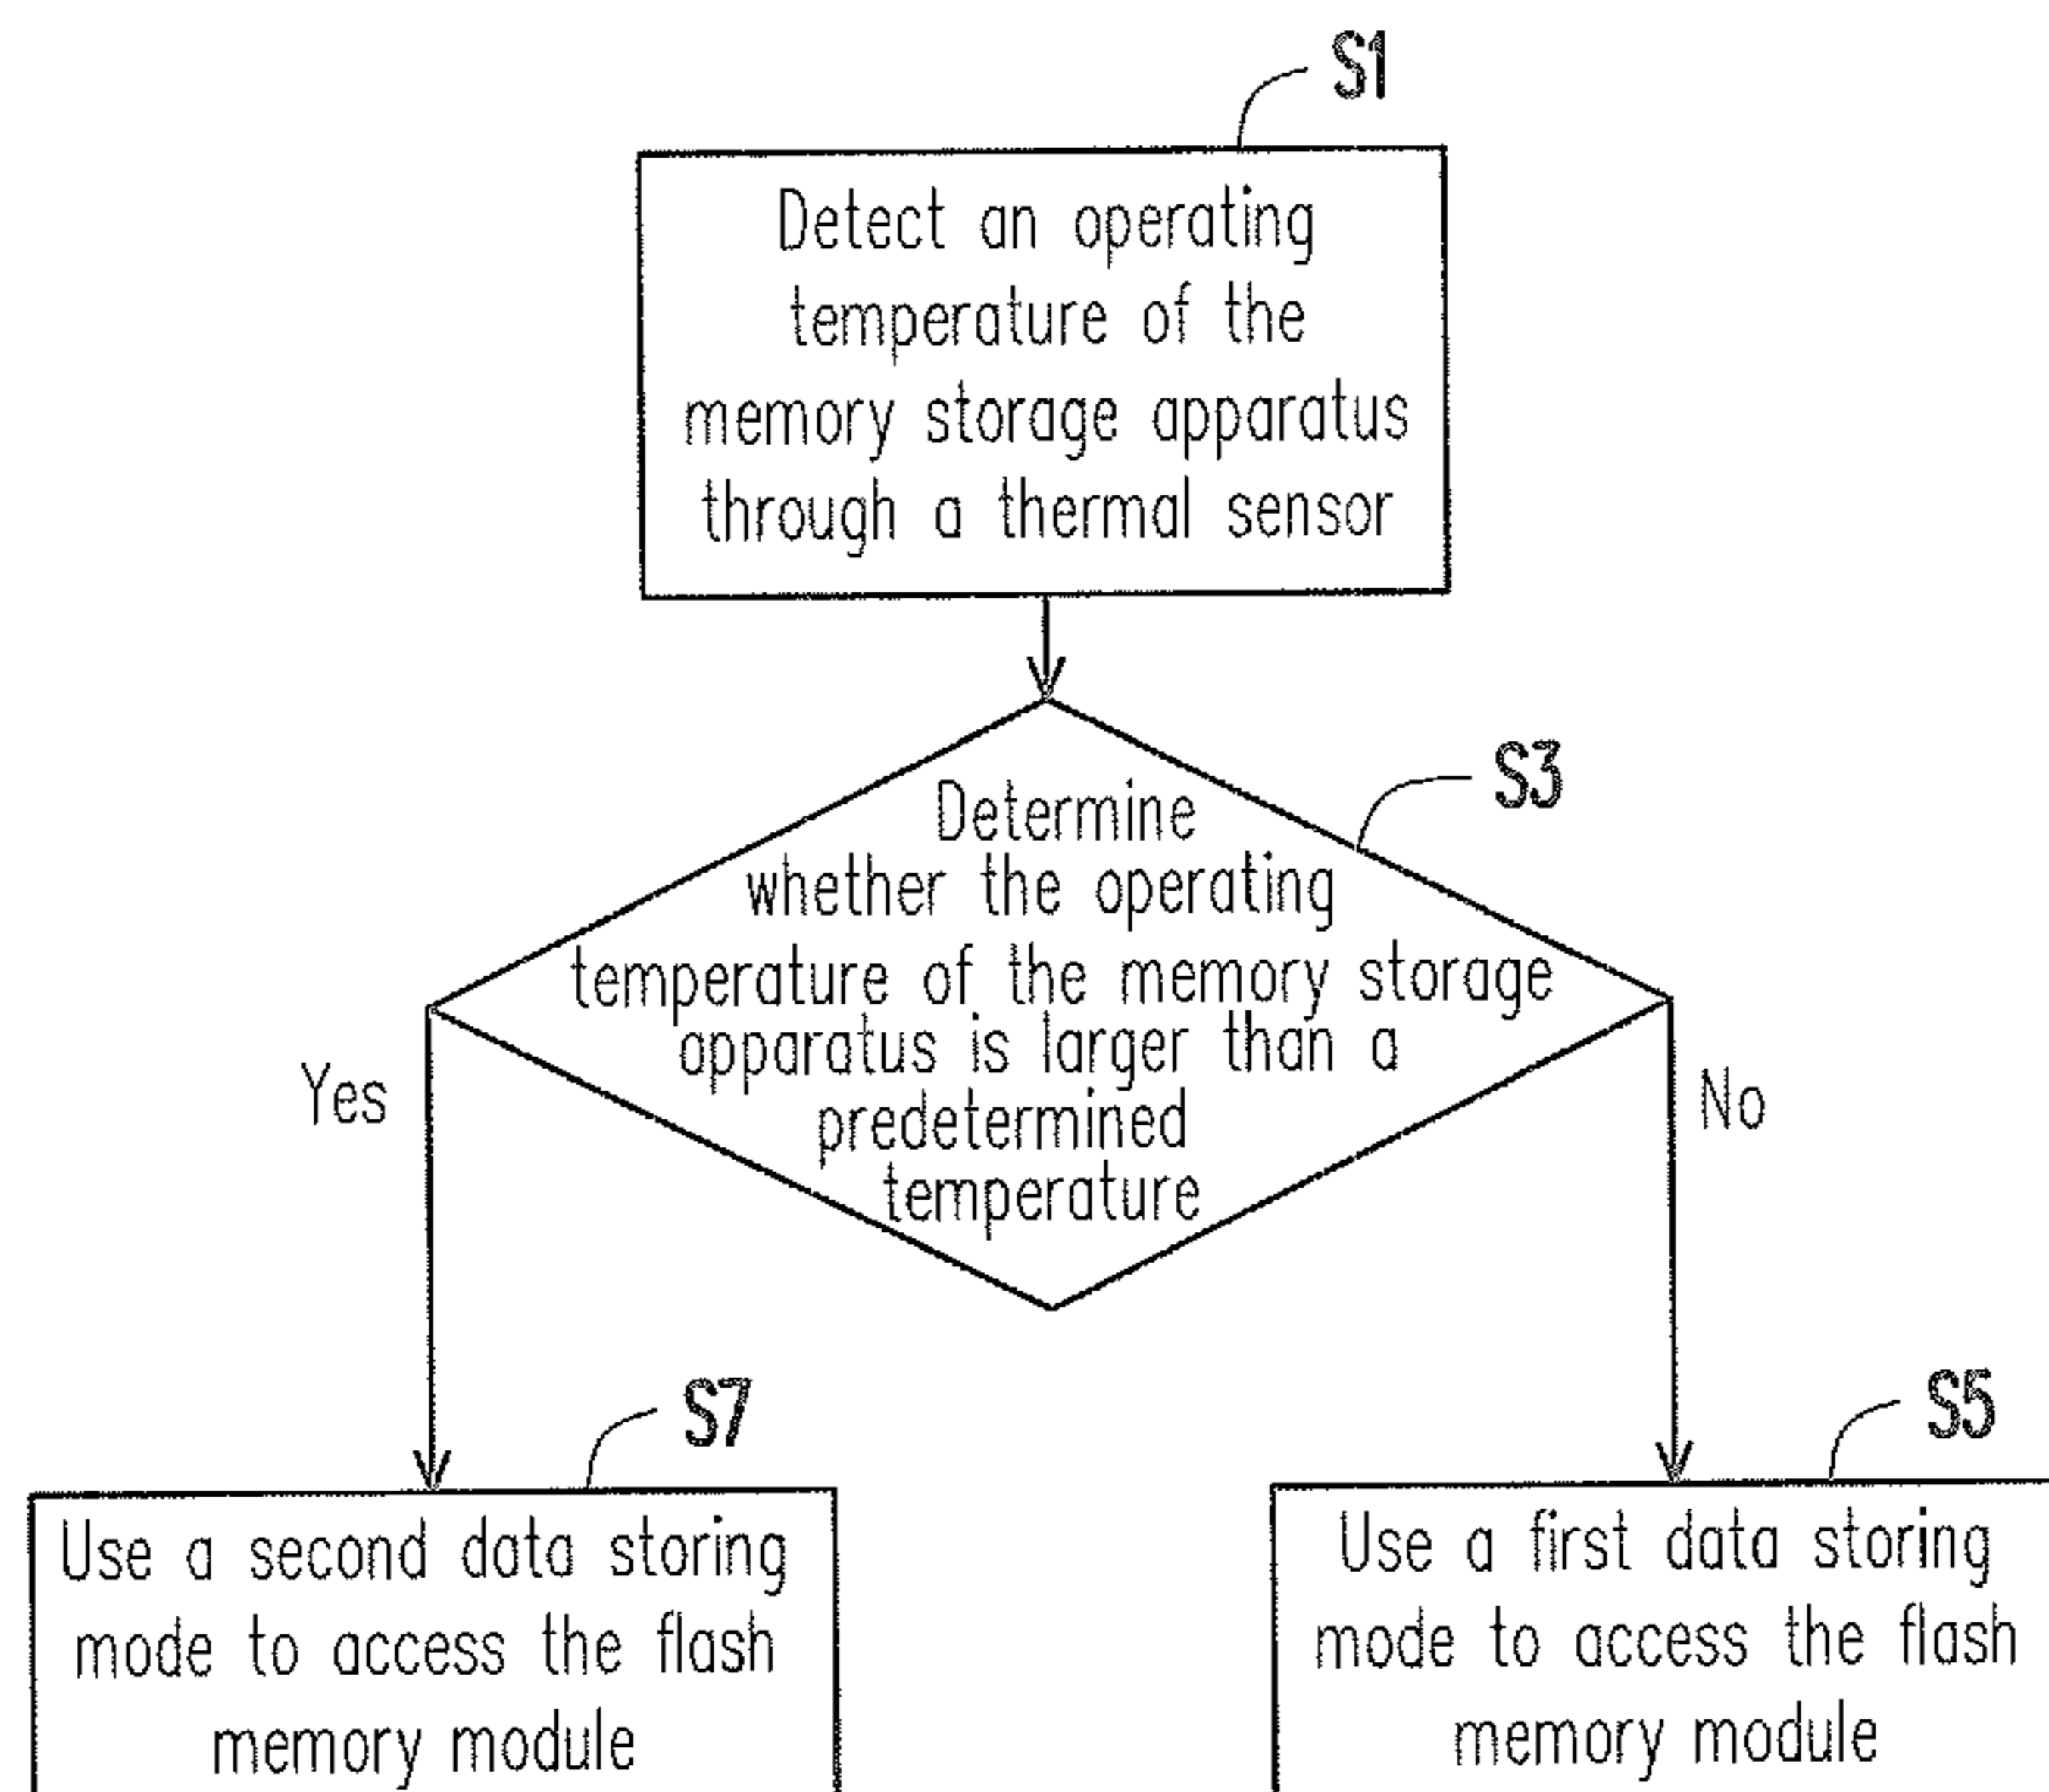 S1
Detect an operating
temperature of the
memory storage apparatus
through a thermal sensor
S3
Determine
whether the operating
temperature of the memory storage
apparatus is larger than a
predetermined
temperature
Yes
No
S7
Use a second data storing
mode to access the flash
memory module
S5
Use a first data storing
mode to access the flash
memory module